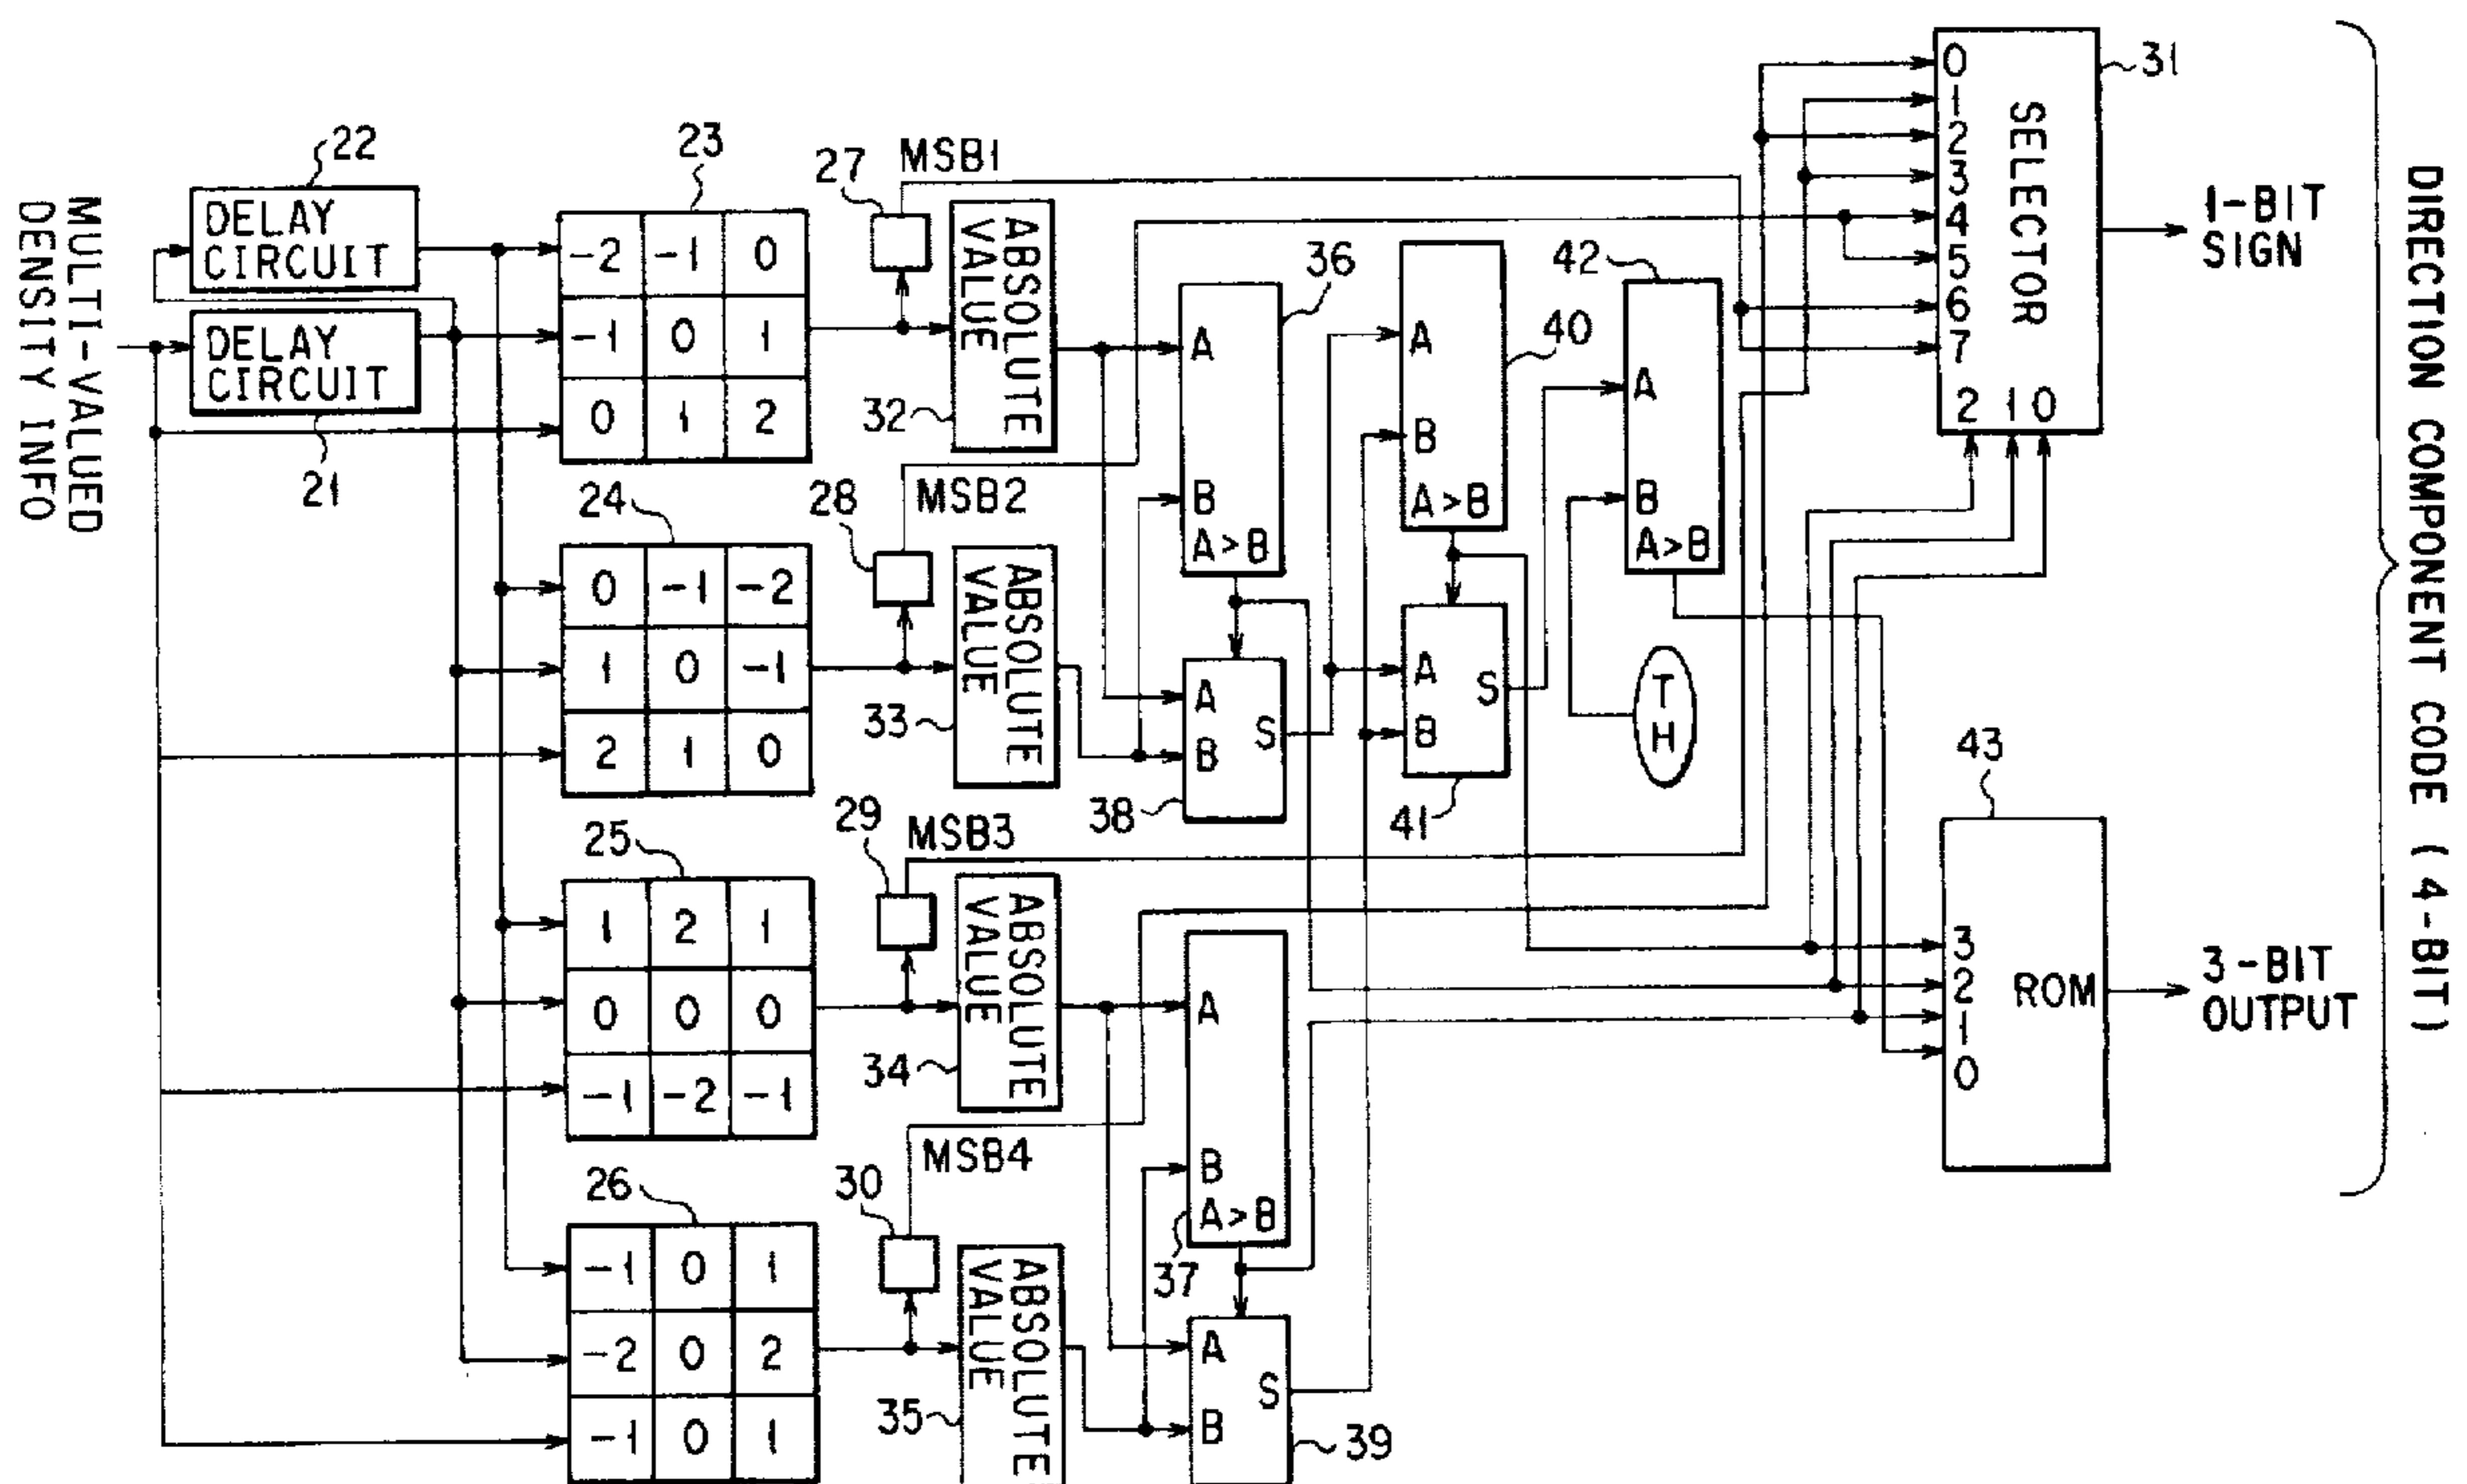 MULTI-VALUED
DENSITY INFO
22
DELAY
CIRCUIT
DELAY
CIRCUIT
21
23
-2 -1 0
-1 0 1
0 1 2
24
0 -1 -2
1 0 -1
2 1 0
25
1 2 1
0 0 0
-1 -2 -1
26
-1 0 1
-2 0 2
-1 0 1
27
MSB1
28
MSB2
29
MSB3
30
MSB4
ABSOLUTE
VALUE
32
ABSOLUTE
VALUE
33
ABSOLUTE
VALUE
34
ABSOLUTE
VALUE
35
36
A
B
A>B
A
B
S
38
A
B
A>B
37
A
B
S
39
A
B
A>B
40
A
B
S
41
42
A
B
A>B
TH
31
0
1
2
3
4
5
6
7
SELECTOR
2 1 0
1-BIT
SIGN
43
3
2
1
0
ROM
3-BIT
OUTPUT
DIRECTION COMPONENT CODE (4-BIT)